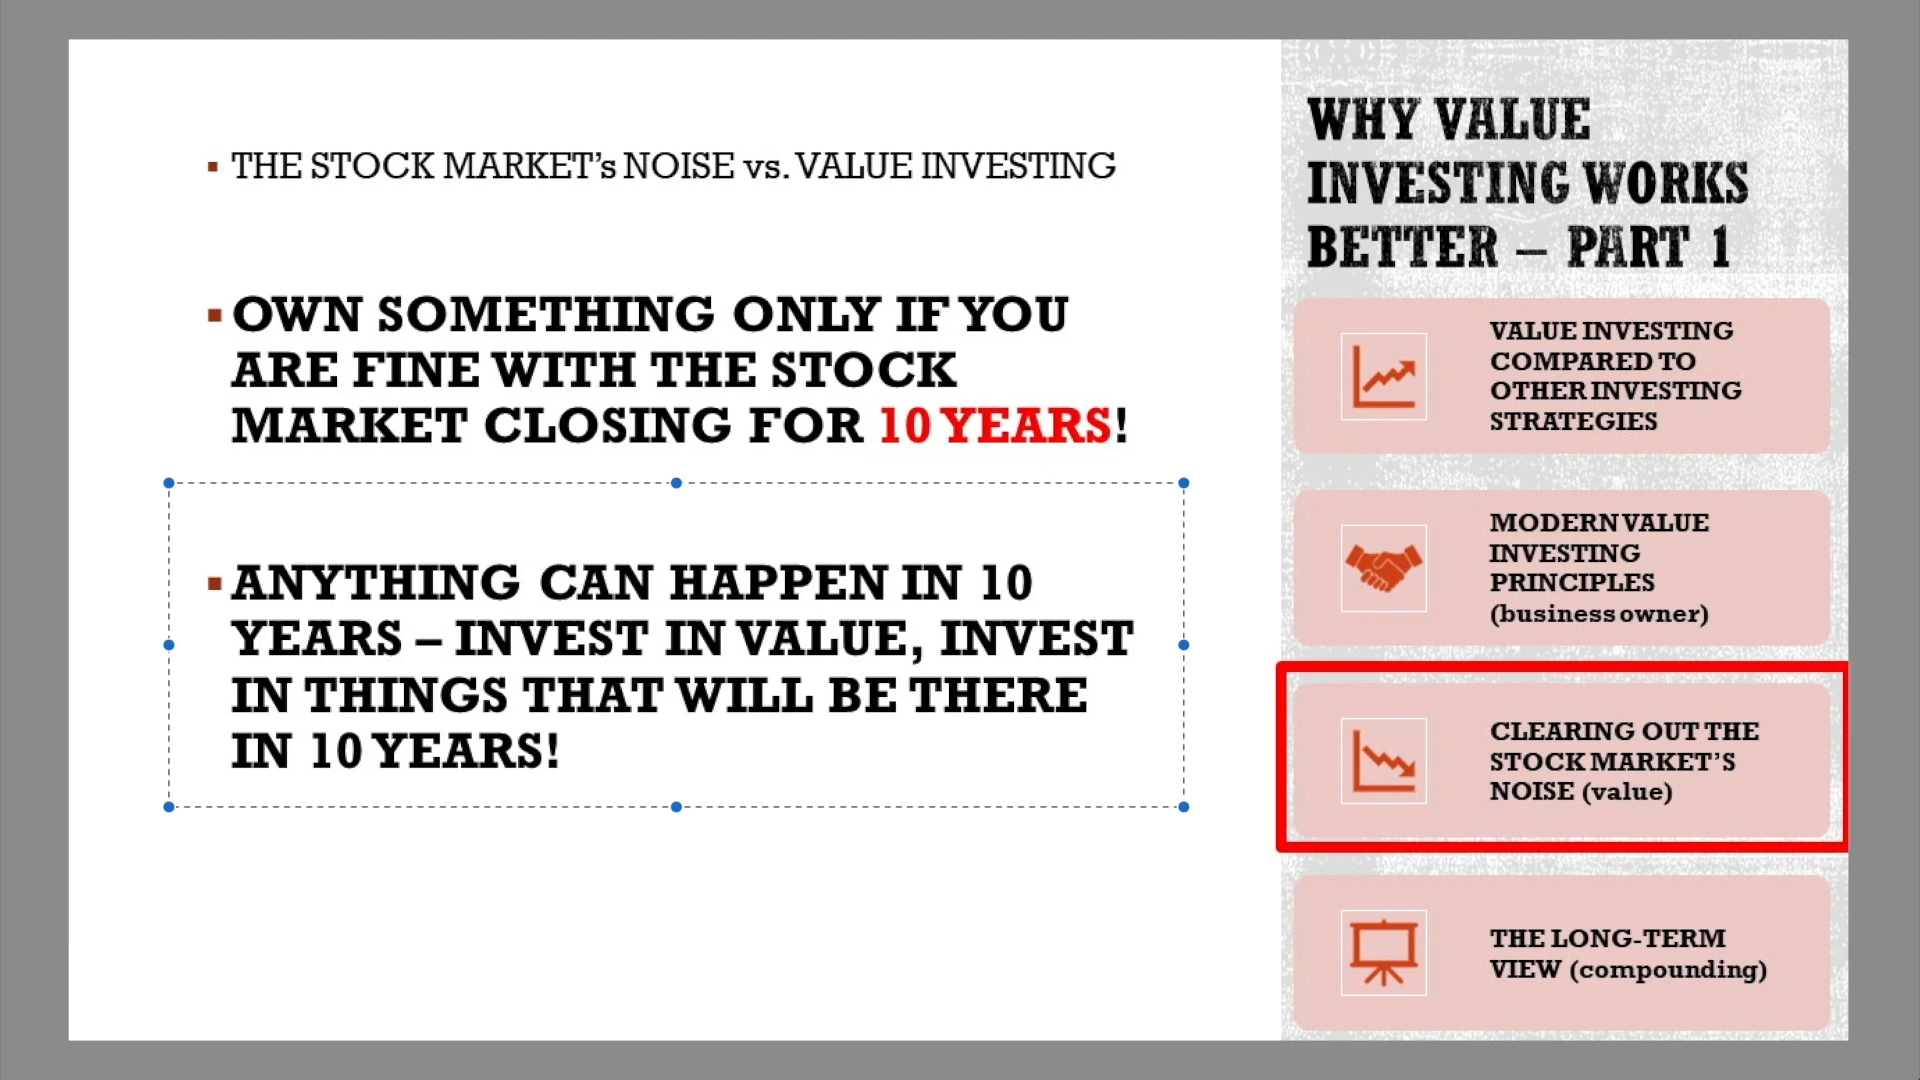 THE STOCK MARKET's NOISE vs. VALUE INVESTING
OWN SOMETHING ONLY IF YOU
ARE FINE WITH THE STOCK
MARKET CLOSING FOR 10 YEARS!
ANYTHING CAN HAPPEN IN 10
YEARS – INVEST IN VALUE, INVEST
IN THINGS THAT WILL BE THERE
IN 10 YEARS!
WHY VALUE
INVESTING WORKS
BETTER – PART 1
VALUE INVESTING
COMPARED TO
OTHER INVESTING
STRATEGIES
MODERN VALUE
INVESTING
PRINCIPLES
(business owner)
CLEARING OUT THE
STOCK MARKET'S
NOISE (value)
THE LONG-TERM
VIEW (compounding)